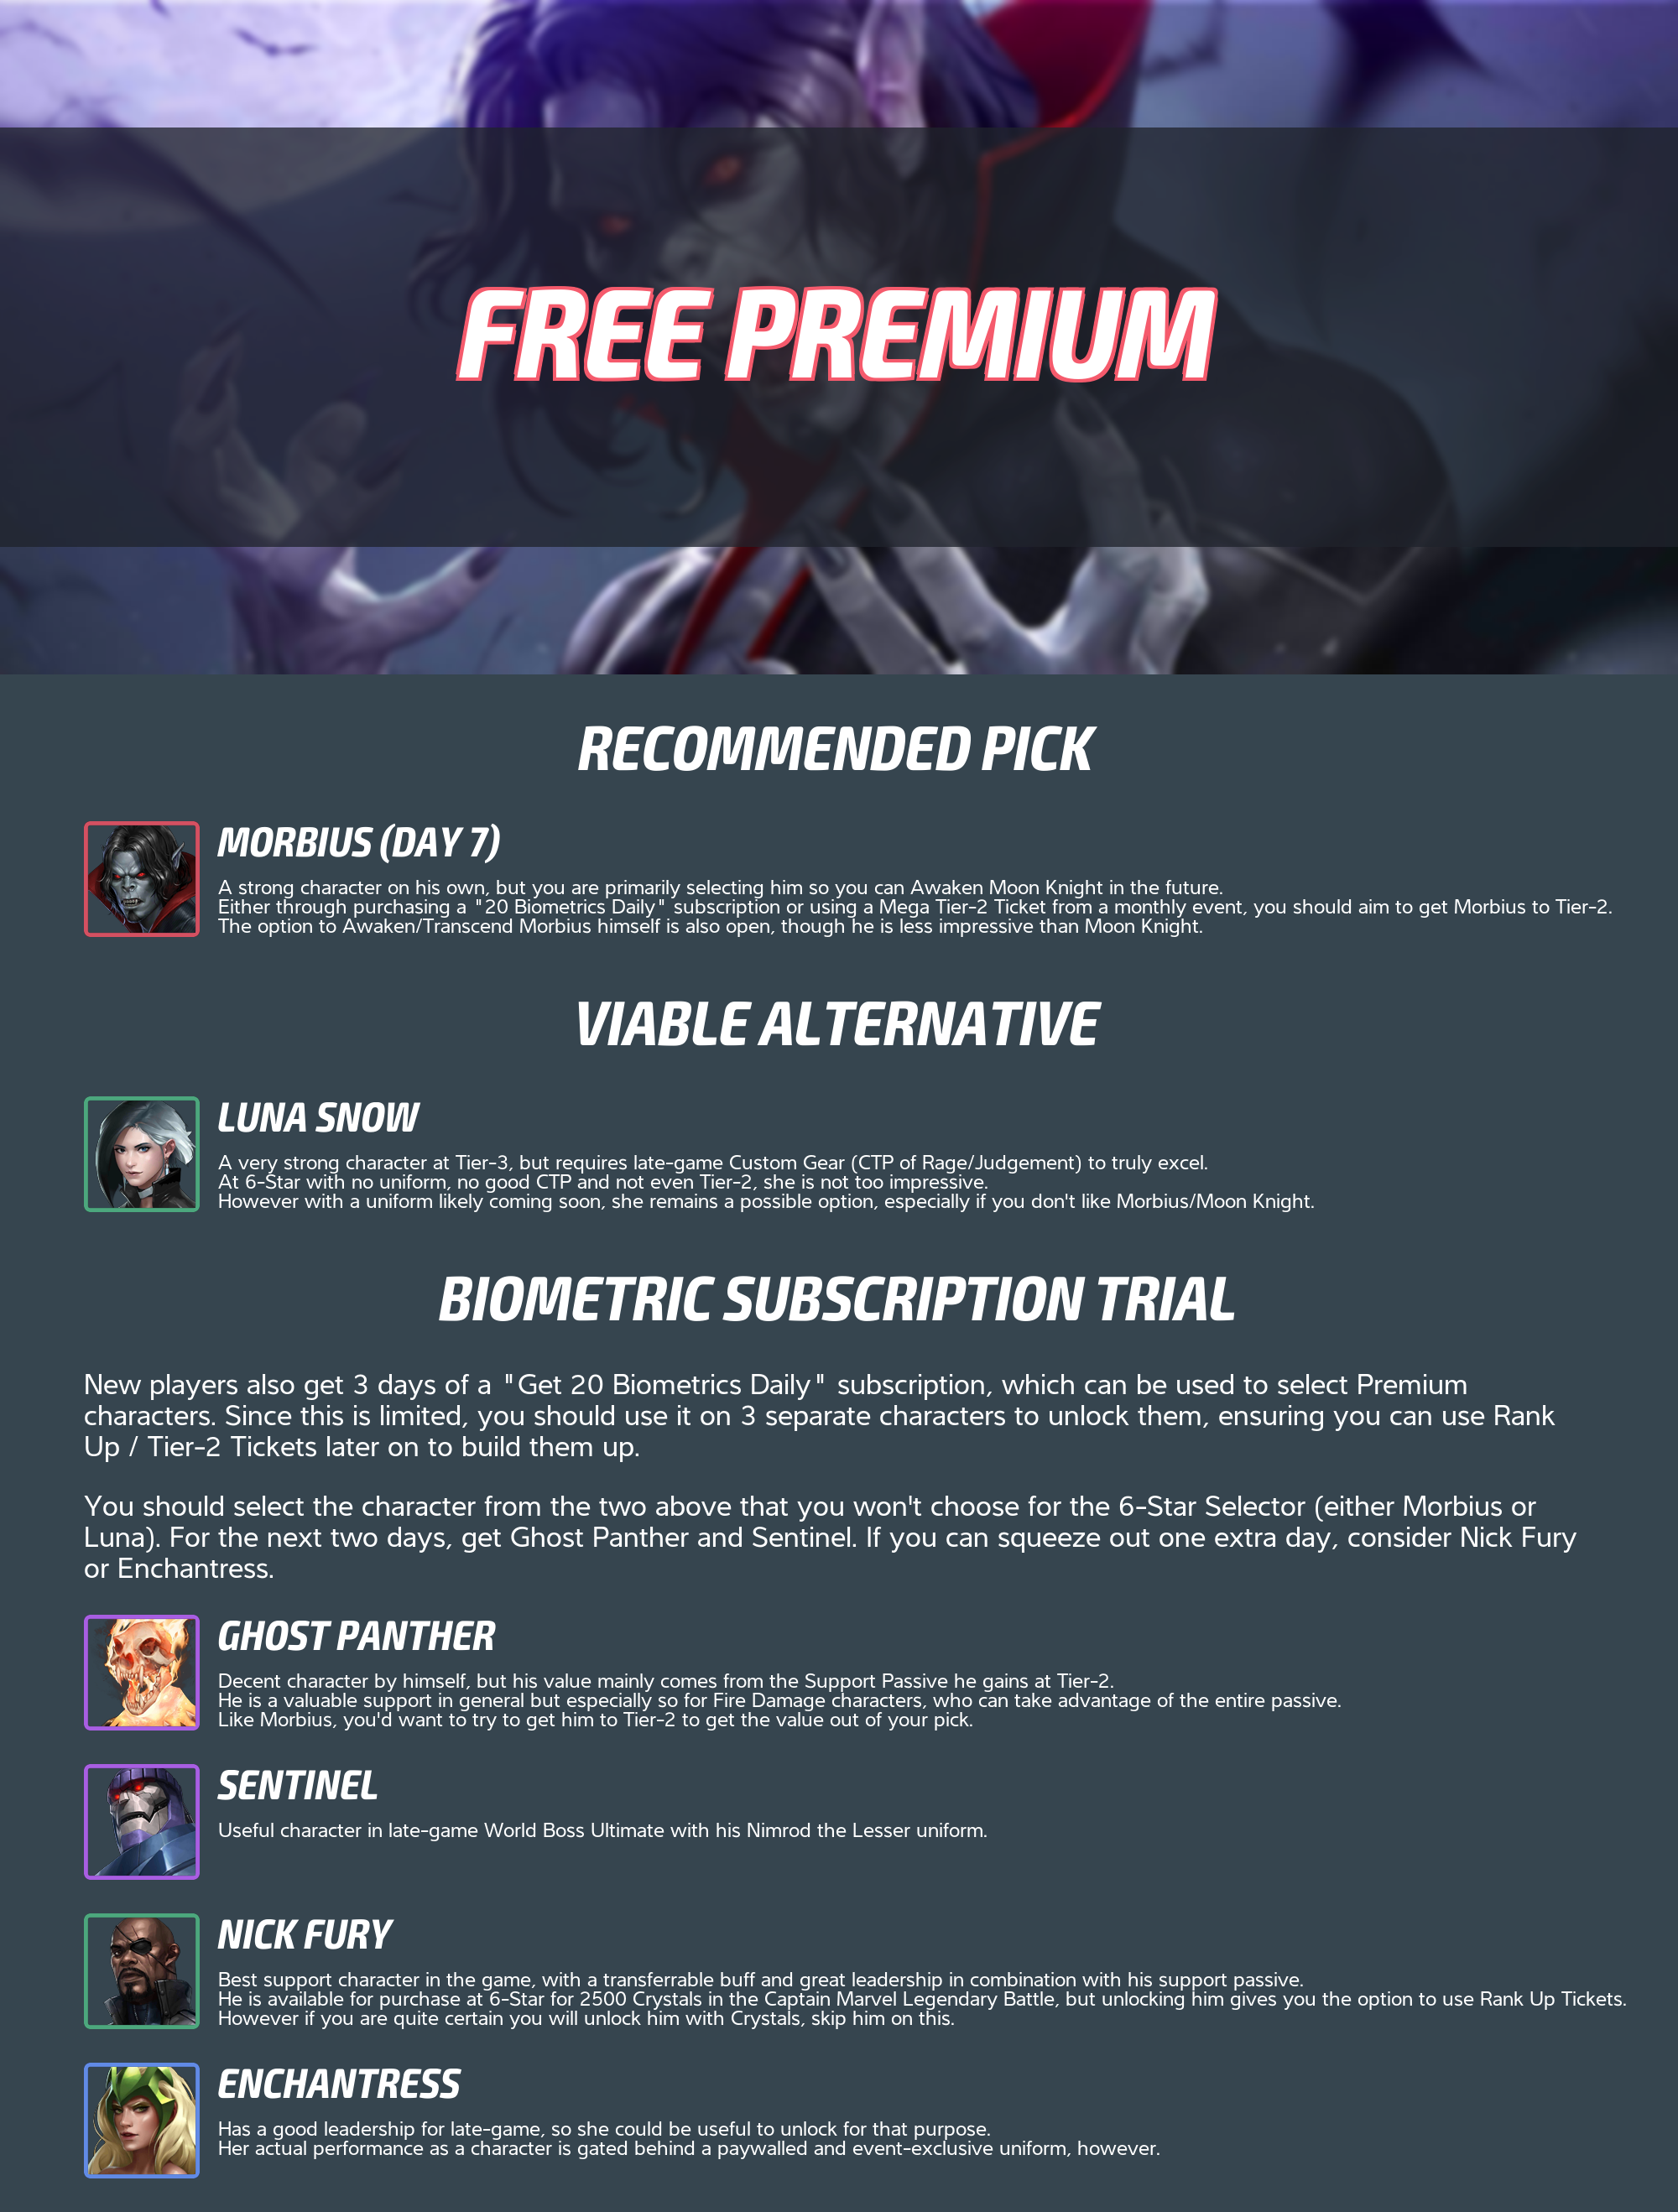 FREE PREMIUM
RECOMMENDED PICK
MORBIUS (DAY 7)
A strong character on his own, but you are primarily selecting him so you can Awaken Moon Knight in the future.
Either through purchasing a "20 Biometrics Daily" subscription or using a Mega Tier-2 Ticket from a monthly event, you should aim to get Morbius to Tier-2.
The option to Awaken/Transcend Morbius himself is also open, though he is less impressive than Moon Knight.
VIABLE ALTERNATIVE
LUNA SNOW
A very strong character at Tier-3, but requires late-game Custom Gear (CTP of Rage/Judgement) to truly excel.
At 6-Star with no uniform, no good CTP and not even Tier-2, she is not too impressive.
However with a uniform likely coming soon, she remains a possible option, especially if you don't like Morbius/Moon Knight.
BIOMETRIC SUBSCRIPTION TRIAL
New players also get 3 days of a "Get 20 Biometrics Daily" subscription, which can be used to select Premium
characters. Since this is limited, you should use it on 3 separate characters to unlock them, ensuring you can use Rank
Up / Tier-2 Tickets later on to build them up.
You should select the character from the two above that you won't choose for the 6-Star Selector (either Morbius or
Luna). For the next two days, get Ghost Panther and Sentinel. If you can squeeze out one extra day, consider Nick Fury
or Enchantress.
GHOST PANTHER
Decent character by himself, but his value mainly comes from the Support Passive he gains at Tier-2.
He is a valuable support in general but especially so for Fire Damage characters, who can take advantage of the entire passive.
Like Morbius, you'd want to try to get him to Tier-2 to get the value out of your pick.
SENTINEL
Useful character in late-game World Boss Ultimate with his Nimrod the Lesser uniform.
NICK FURY
Best support character in the game, with a transferrable buff and great leadership in combination with his support passive.
He is available for purchase at 6-Star for 2500 Crystals in the Captain Marvel Legendary Battle, but unlocking him gives you the option to use Rank Up Tickets.
However if you are quite certain you will unlock him with Crystals, skip him on this.
ENCHANTRESS
Has a good leadership for late-game, so she could be useful to unlock for that purpose.
Her actual performance as a character is gated behind a paywalled and event-exclusive uniform, however.